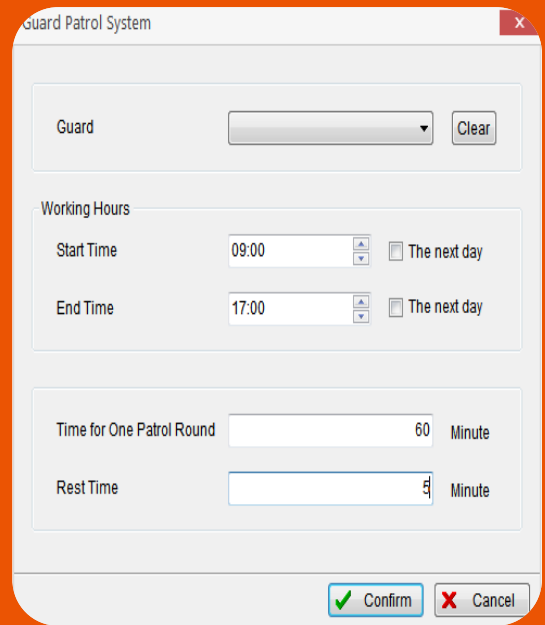 Guard Patrol System
Guard
Clear
Working Hours
Start Time 09:00 The next day
End Time 17:00 The next day
Time for One Patrol Round 60 Minute
Rest Time 5 Minute
Confirm Cancel